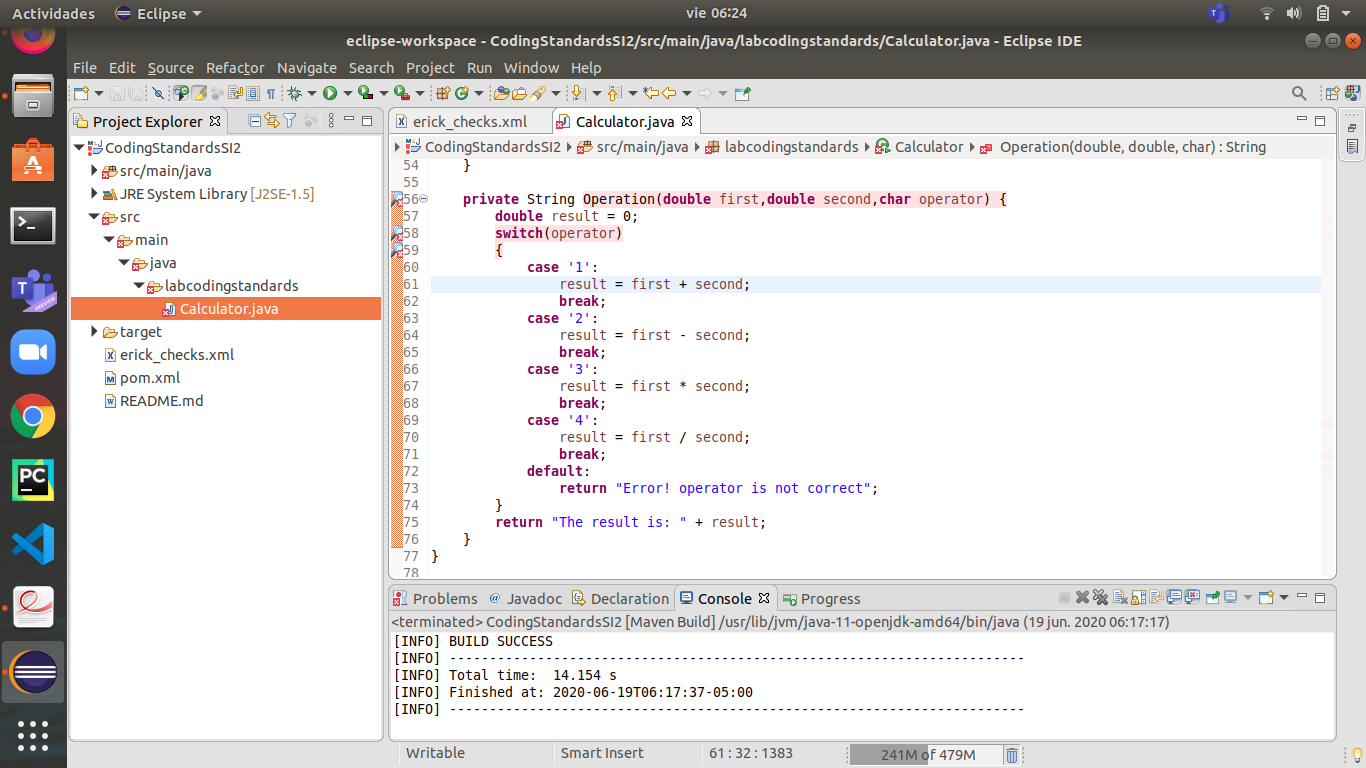 Actividades Eclipse vie 06:24
eclipse-workspace - CodingStandardsSI2/src/main/java/labcodingstandards/Calculator.java - Eclipse IDE
File Edit Source Refactor Navigate Search Project Run Window Help
Project Explorer
CodingStandardsSI2
src/main/java
JRE System Library [J2SE-1.5]
src
main
java
labcodingstandards
Calculator.java
target
erick_checks.xml
pom.xml
README.md
PREVIEW
PC
erick_checks.xml Calculator.java
CodingStandardsSI2 src/main/java labcodingstandards Calculator Operation(double, double, char) : String
54 }
55
56 private String Operation(double first,double second,char operator) {
57 double result = 0;
58 switch(operator)
59 {
60 case '1':
61 result = first + second;
62 break;
63 case '2':
64 result = first - second;
65 break;
66 case '3':
67 result = first * second;
68 break;
69 case '4':
70 result = first / second;
71 break;
72 default:
73 return "Error! operator is not correct";
74 }
75 return "The result is: " + result;
76 }
77 }
78
Problems Javadoc Declaration Console Progress
<terminated> CodingStandardsSI2 [Maven Build] /usr/lib/jvm/java-11-openjdk-amd64/bin/java (19 jun. 2020 06:17:17)
[INFO] BUILD SUCCESS
[INFO] ------------------------------------------------------------------------
[INFO] Total time:  14.154 s
[INFO] Finished at: 2020-06-19T06:17:37-05:00
[INFO] ------------------------------------------------------------------------
Writable Smart Insert 61 : 32 : 1383 241M of 479M